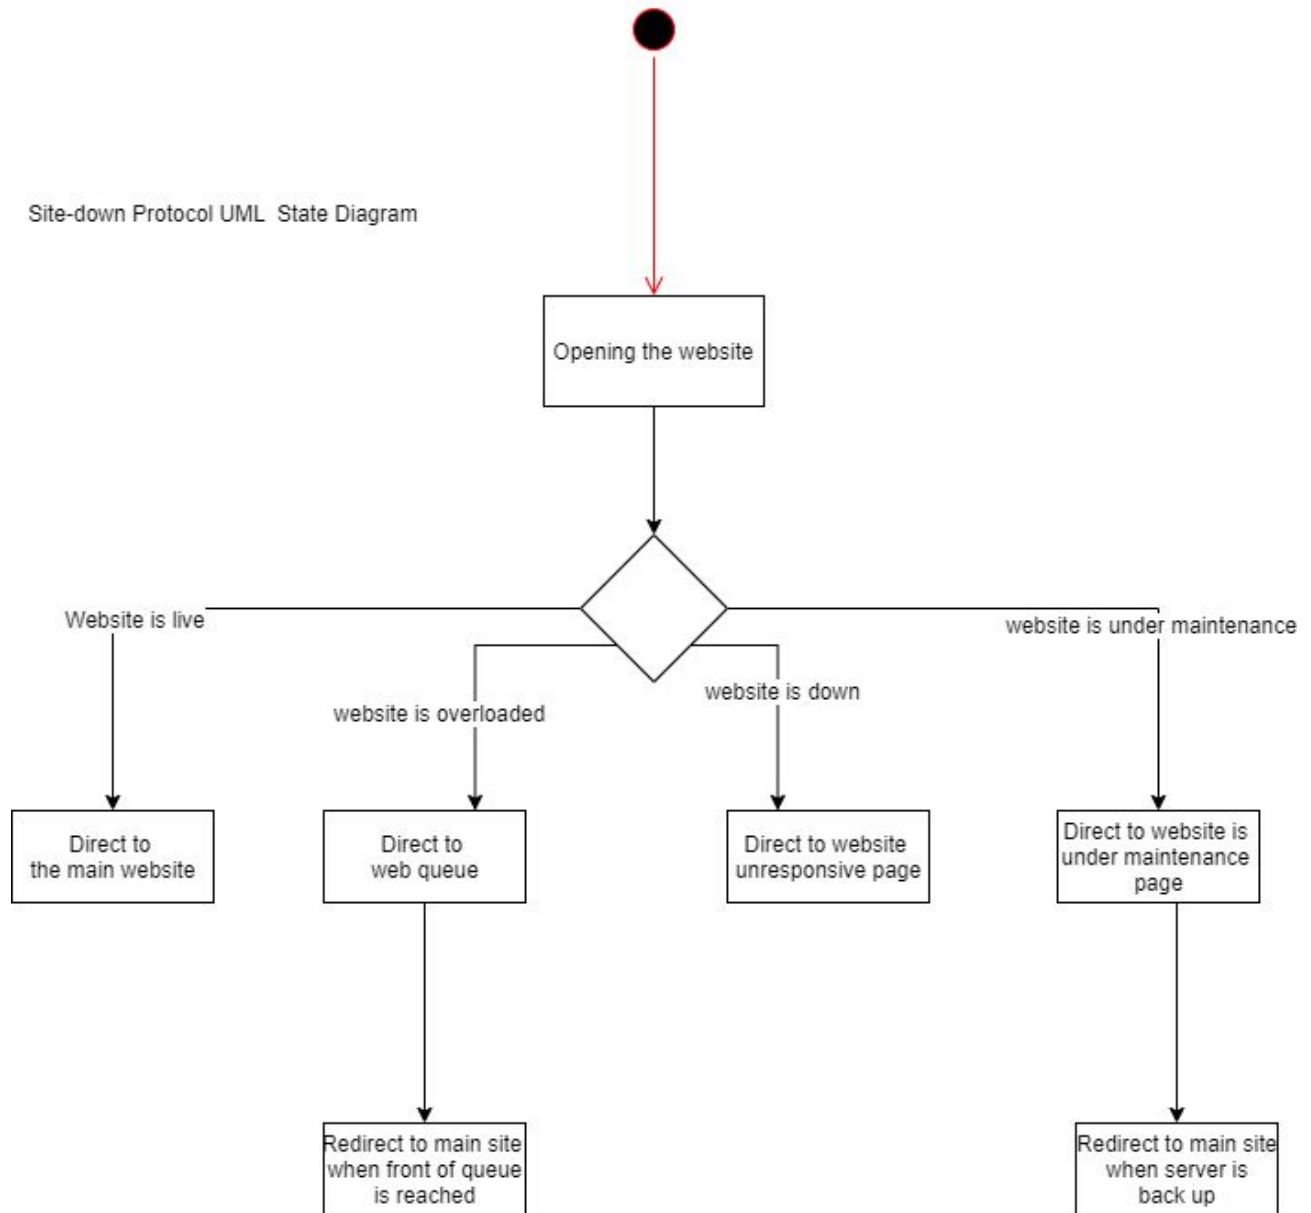 Site-down Protocol UML  State Diagram
Opening the website
Website is live
website is under maintenance
website is down
website is overloaded
Direct to
the main website
Direct to
web queue
Direct to website
unresponsive page
Direct to website is
under maintenance
page
Redirect to main site
when front of queue
is reached
Redirect to main site
when server is
back up